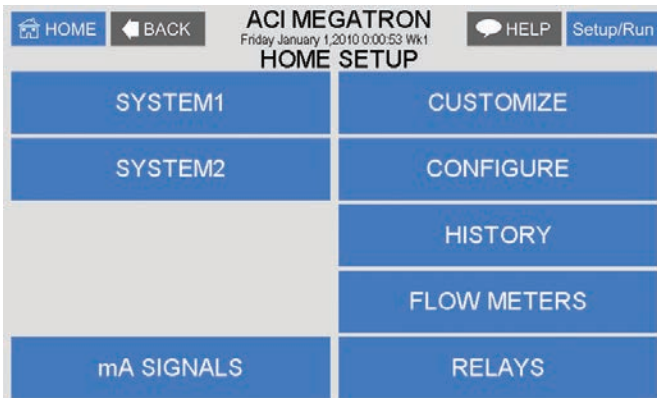 HOME BACK ACI MEGATRON HELP Setup/Run
Friday January 1,2010 0:00:53 Wk1
HOME SETUP
SYSTEM1 CUSTOMIZE
SYSTEM2 CONFIGURE
HISTORY
FLOW METERS
mA SIGNALS RELAYS